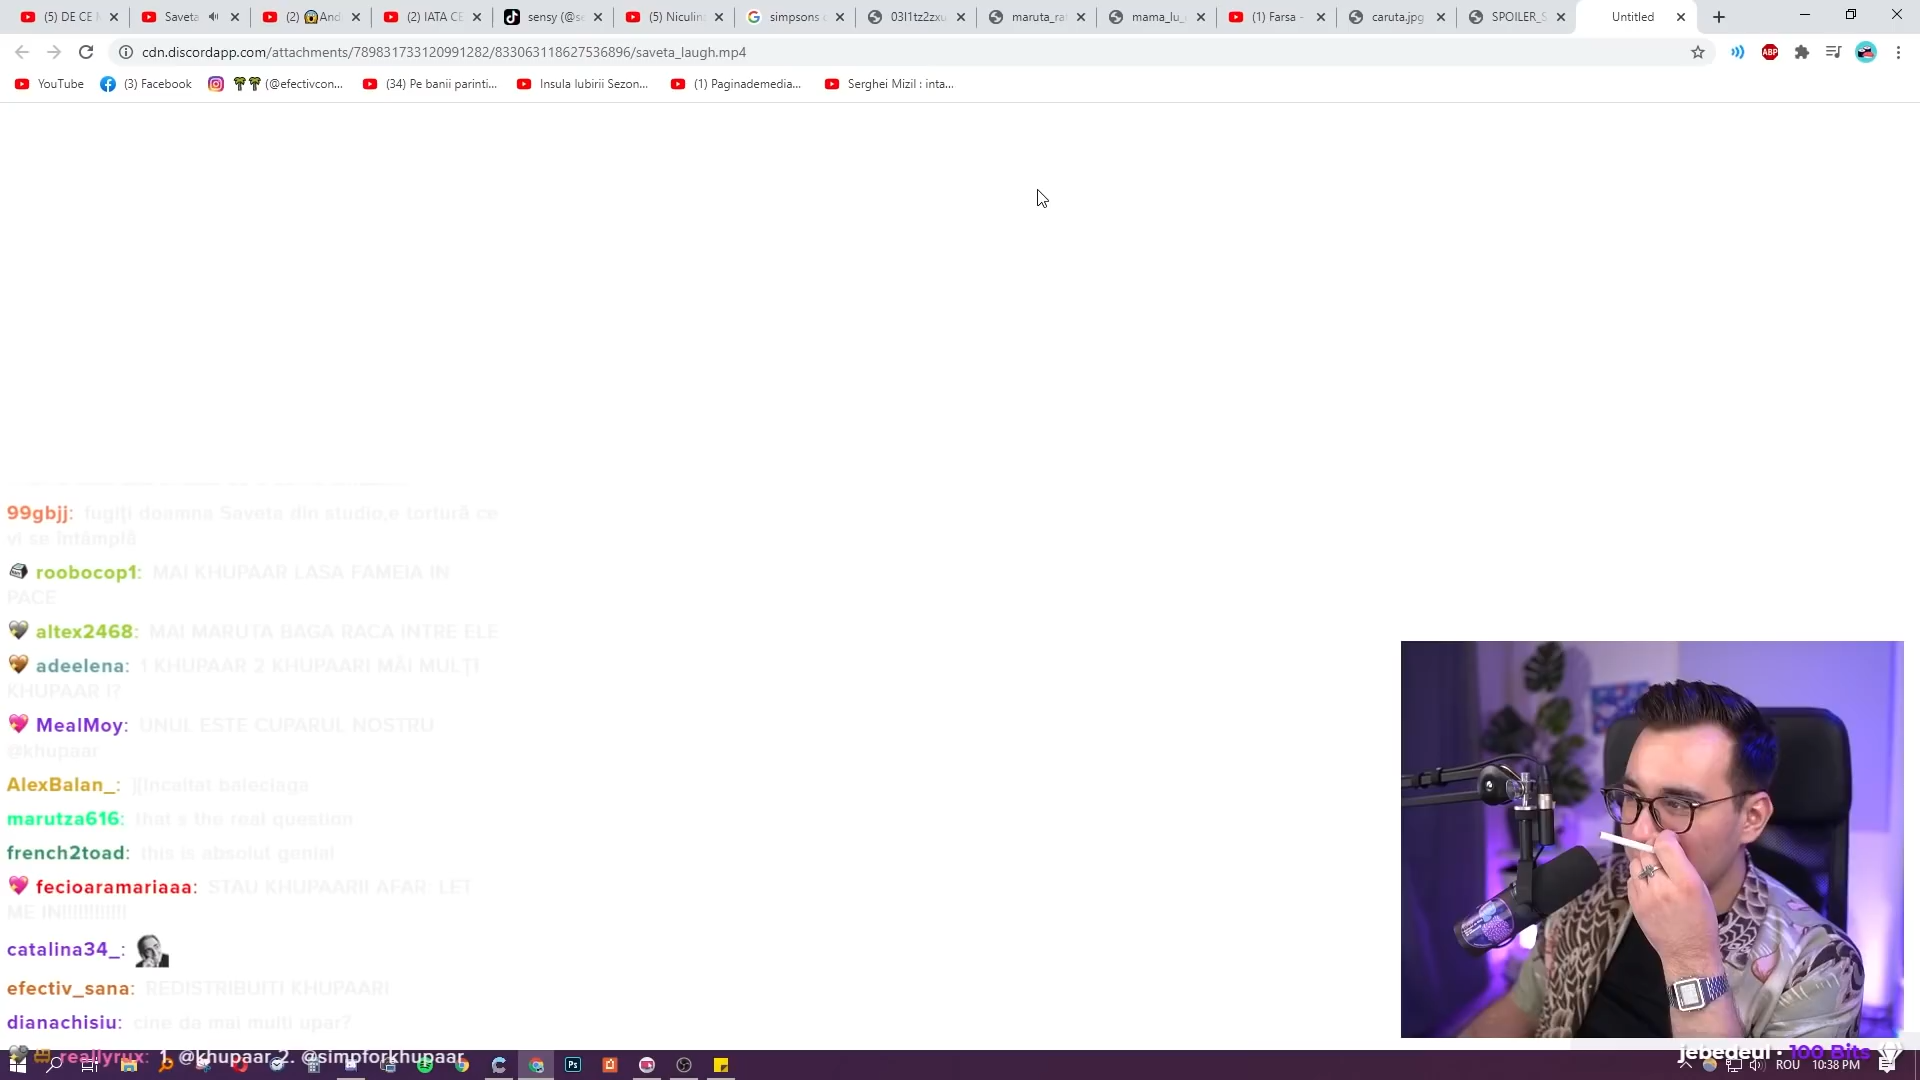 (5) DE CE
Saveta
(2) 😱And
(2) IATA CE
sensy (@se
(5) Niculin
simpsons
03l1tz2zxu
maruta_ra
mama_lu_
(1) Farsa -
caruta.jpg
SPOILER_S
Untitled
cdn.discordapp.com/attachments/789831733120991282/833063118627536896/saveta_laugh.mp4
ABP
YouTube
(3) Facebook
🌴🌴 (@efectivcon...
(34) Pe banii parinti...
Insula Iubirii Sezon...
(1) Paginademedia...
Serghei Mizil : inta...
99gbjj: fugiți doamna Saveta din studio,e tortură ce
vi se întâmplă
roobocop1: MAI KHUPAAR LASA FAMEIA IN
PACE
altex2468: MAI MARUTA BAGA RACA INTRE ELE
adeelena: 1 KHUPAAR 2 KHUPAARI MĂI MULȚI
KHUPAAR I?
MealMoy: UNUL ESTE CUPARUL NOSTRU
@khupaar
AlexBalan_: ][incaltat baleciaga
marutza616: that s the real question
french2toad: this is absolut genial
fecioaramariaaa: STAU KHUPAARII AFAR: LET
ME IN!!!!!!!!!!!!
catalina34_:
efectiv_sana: REDISTRIBUITI KHUPAARI
dianachisiu: cine da mai multi upar?
reallyrux: 1. @khupaar 2. @simpforkhupaar
jebedeul • 100 Bits
Ps
ROU
10:38 PM